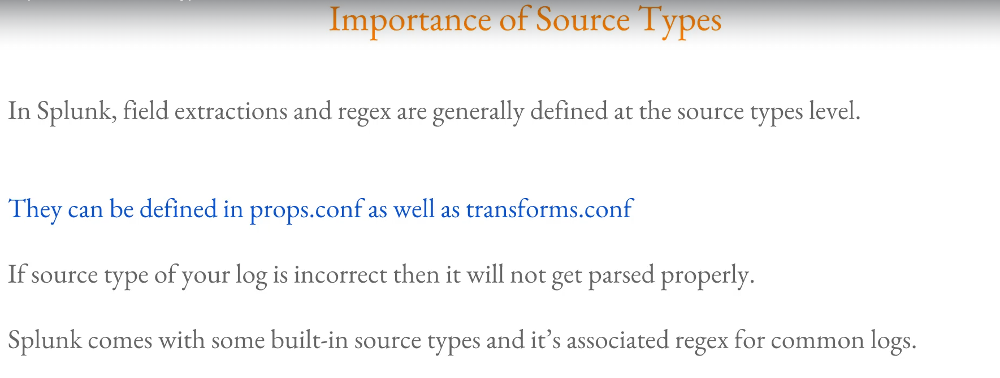 Importance of Source Types
In Splunk, field extractions and regex are generally defined at the source types level.
They can be defined in props.conf as well as transforms.conf
If source type of your log is incorrect then it will not get parsed properly.
Splunk comes with some built-in source types and it’s associated regex for common logs.